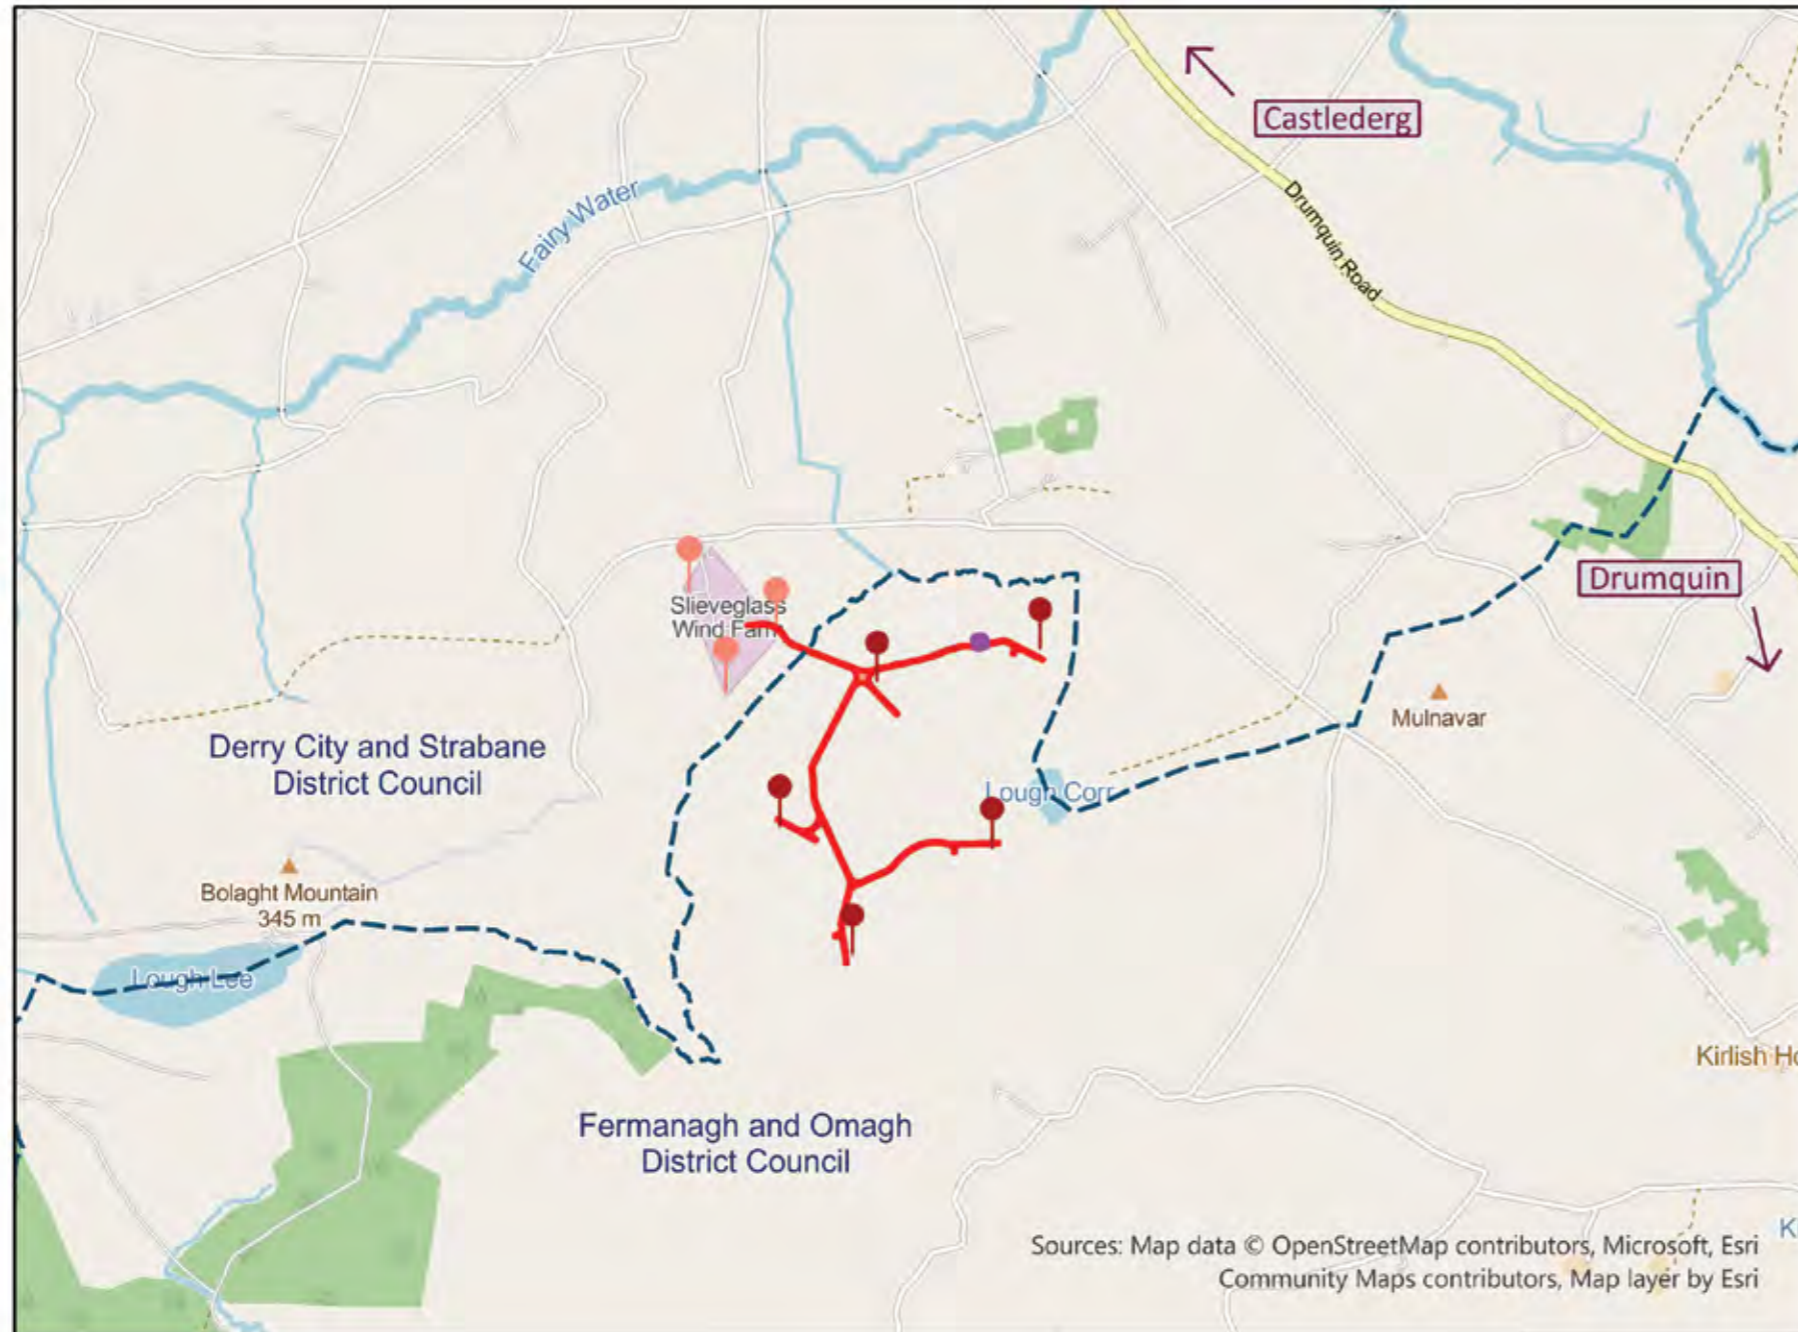 Castlederg
Fairy Water
Drumquin Road
Drumquin
Slieveglass
Wind Farm
Mulnavar
Derry City and Strabane
District Council
Lough Corr
Bolaght Mountain
345 m
Lough Lee
Kirlish Ho
Fermanagh and Omagh
District Council
K
Sources: Map data © OpenStreetMap contributors, Microsoft, Esri
Community Maps contributors, Map layer by Esri